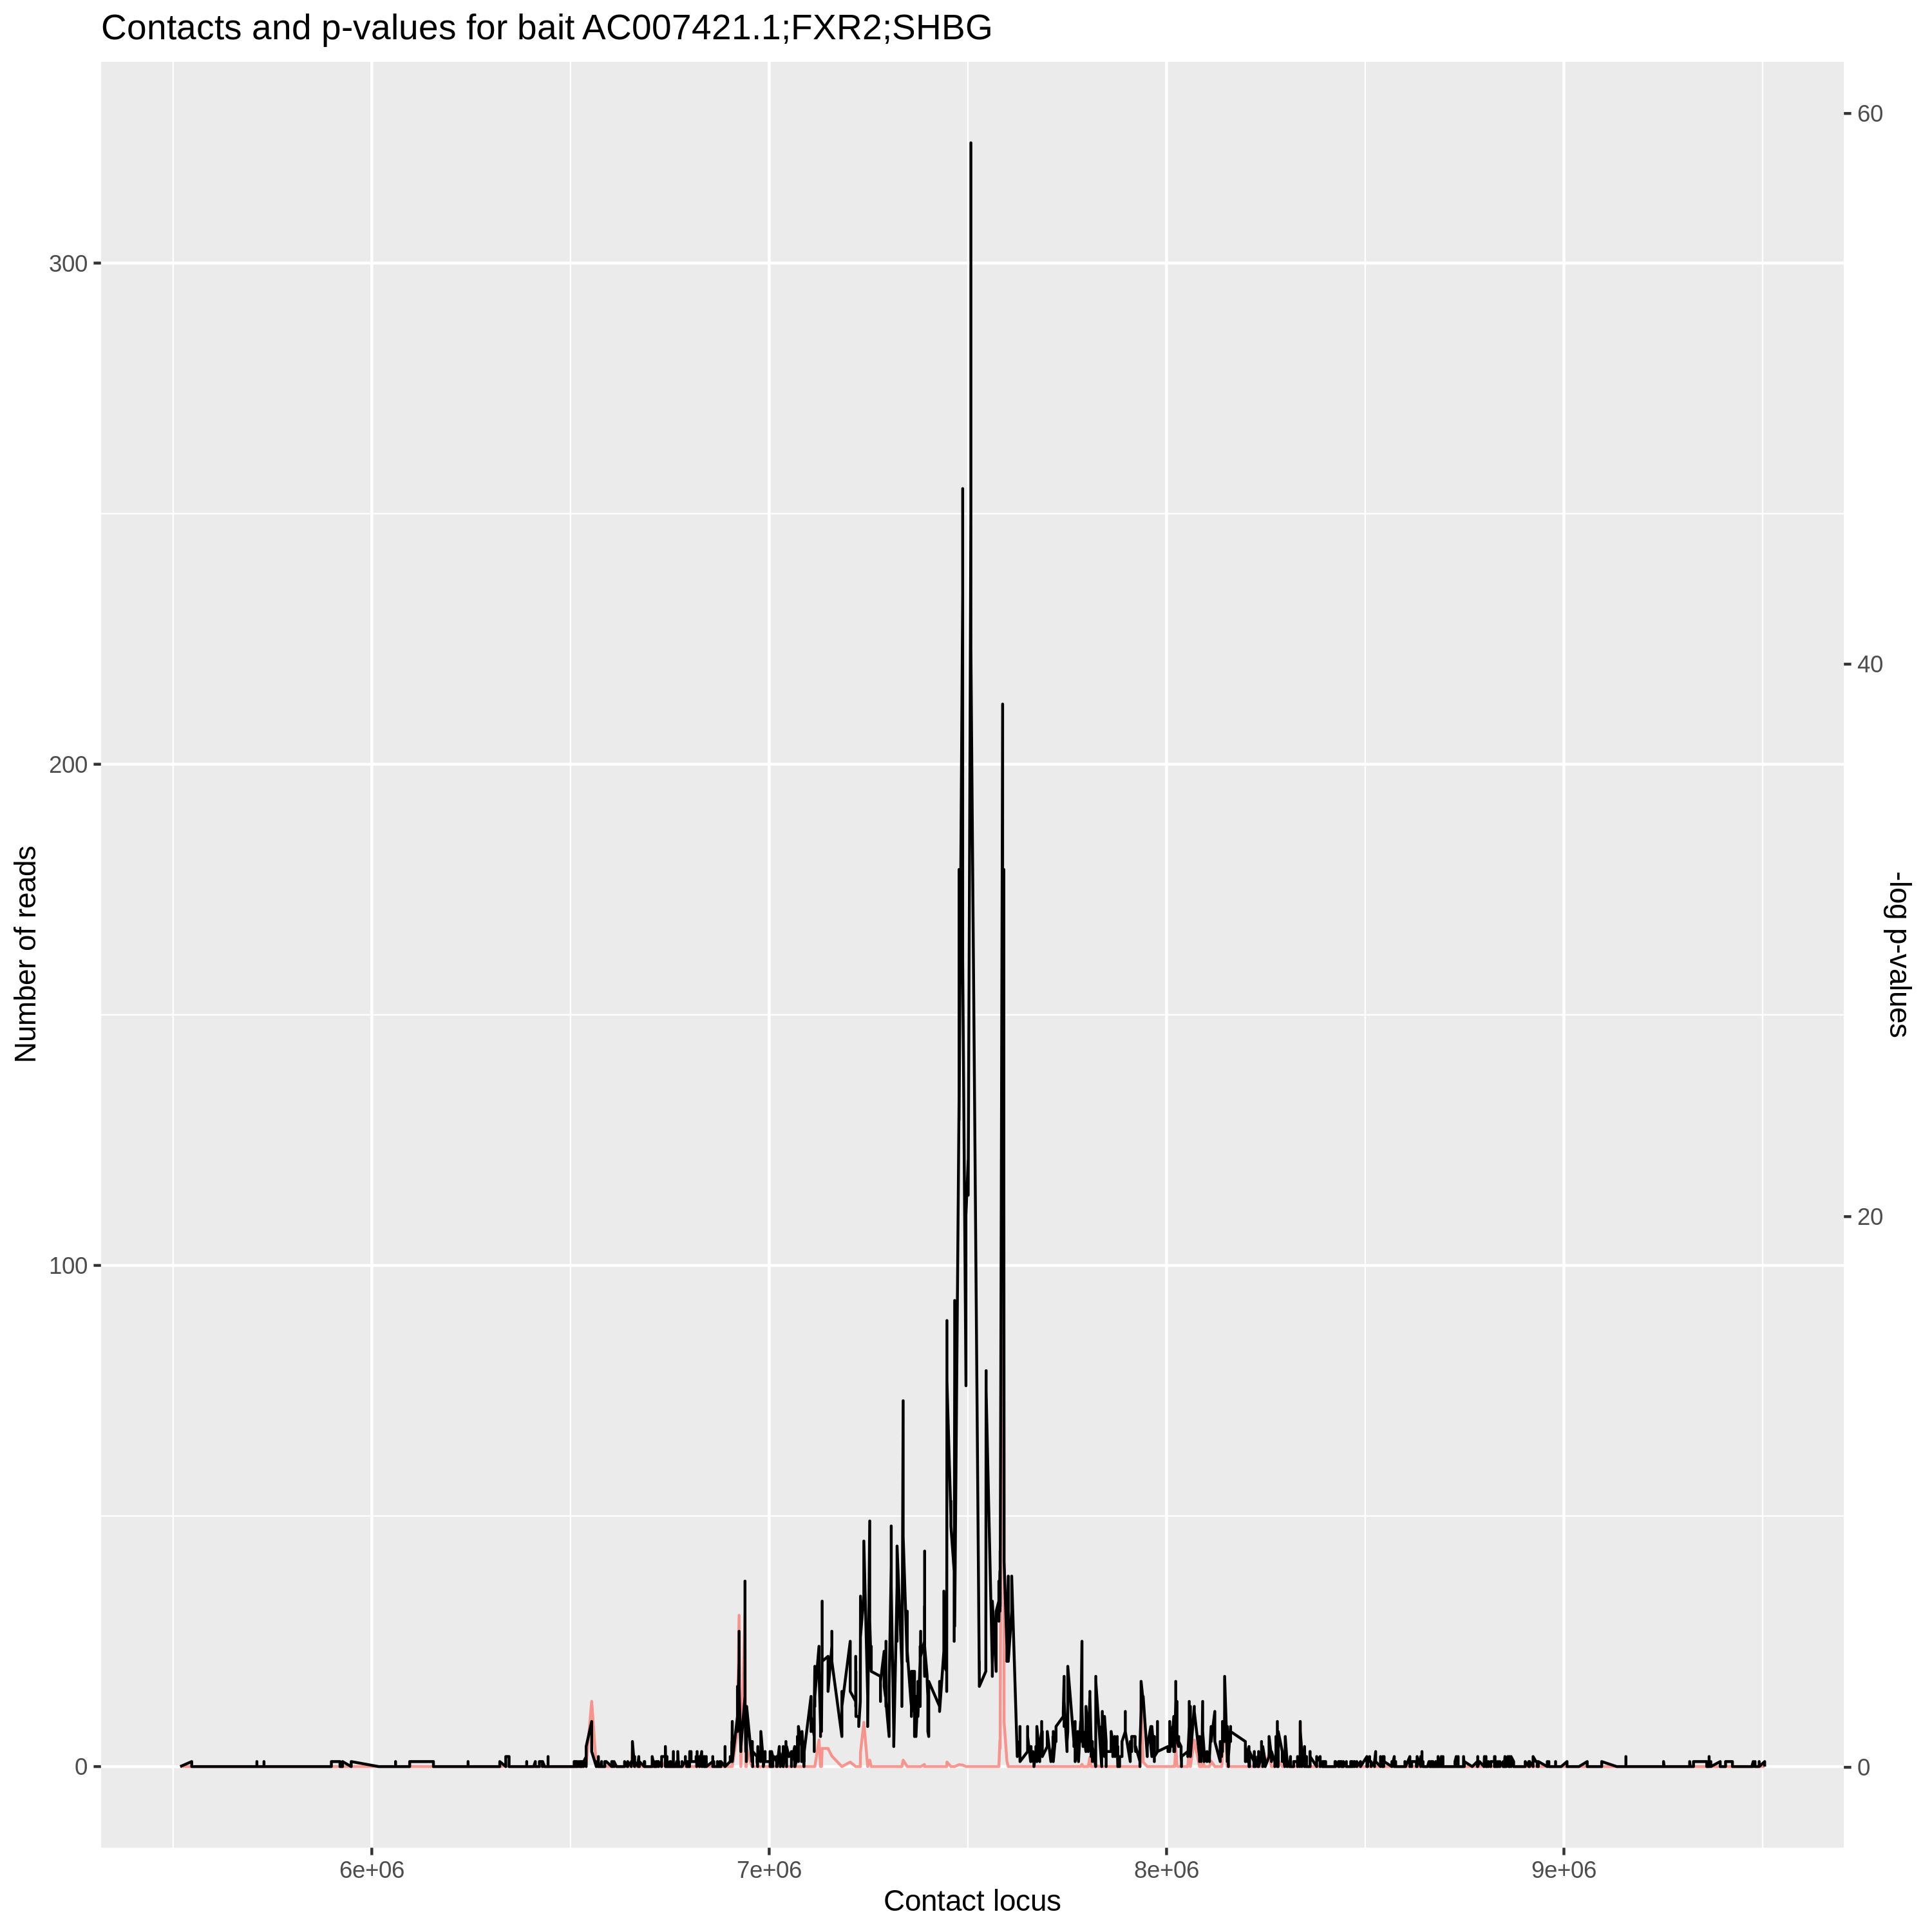 Contacts and p-values for bait AC007421.1;FXR2;SHBG
60
300
40
200
Number of reads
-log p-values
20
100
0
0
6e+06
7e+06
8e+06
9e+06
Contact locus